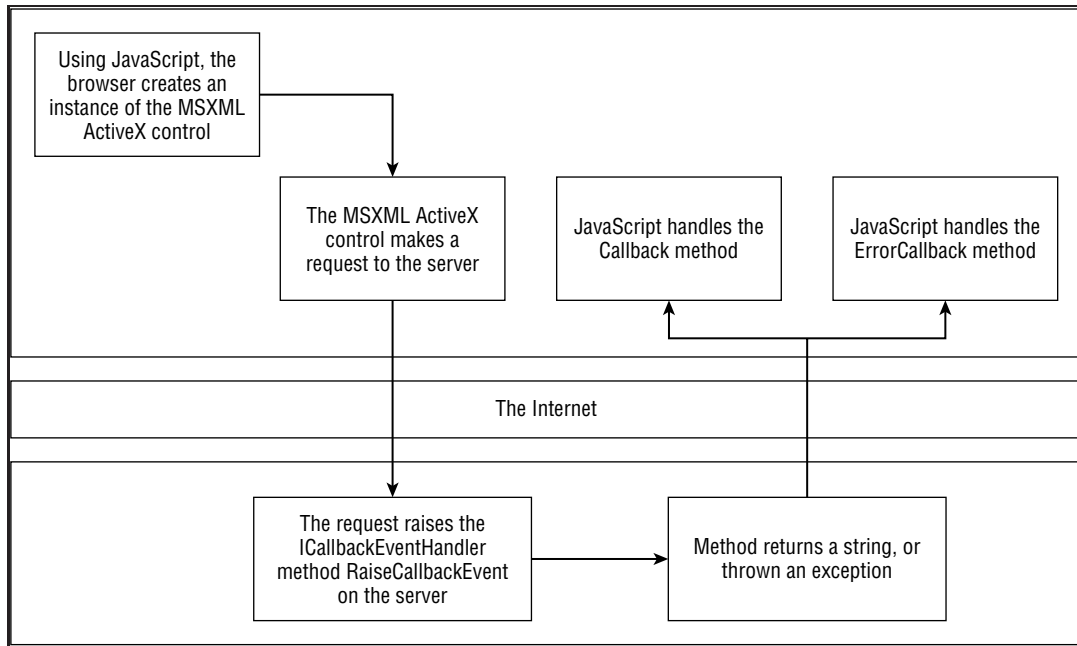 Using JavaScript, the
browser creates an
instance of the MSXML
ActiveX control
The MSXML ActiveX
control makes a
request to the server
JavaScript handles the
Callback method
JavaScript handles the
ErrorCallback method
The Internet
The request raises the
ICallbackEventHandler
method RaiseCallbackEvent
on the server
Method returns a string, or
thrown an exception